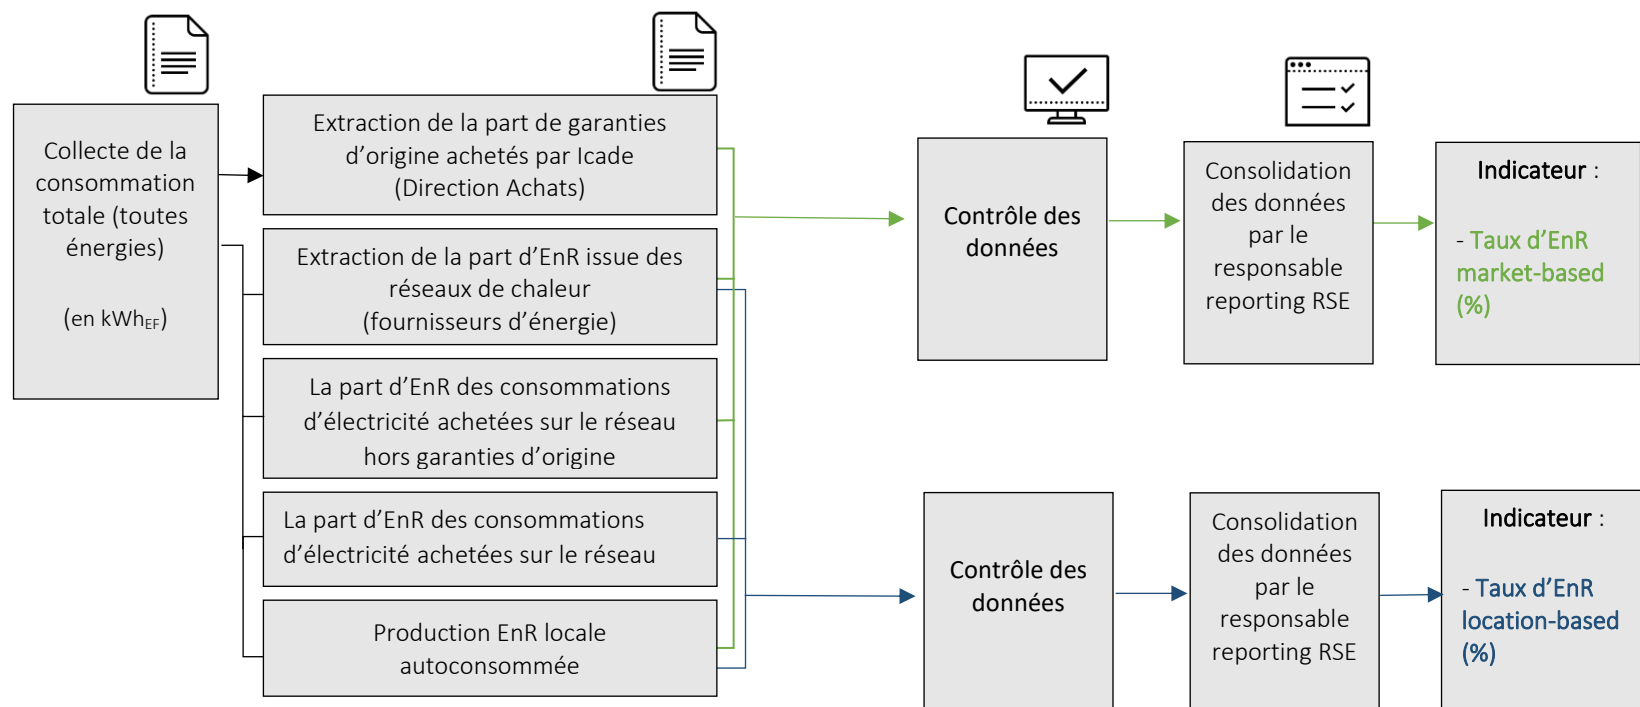 Collecte de la
consommation
totale (toutes
énergies)
(en kWhEF)
Extraction de la part de garanties
d’origine achetés par Icade
(Direction Achats)
Extraction de la part d’EnR issue des
réseaux de chaleur
(fournisseurs d’énergie)
La part d’EnR des consommations
d’électricité achetées sur le réseau
hors garanties d’origine
La part d’EnR des consommations
d’électricité achetées sur le réseau
Production EnR locale
autoconsommée
Contrôle des
données
Consolidation
des données
par le
responsable
reporting RSE
Indicateur :
- Taux d’EnR
market-based
(%)
Contrôle des
données
Consolidation
des données
par le
responsable
reporting RSE
Indicateur :
- Taux d’EnR
location-based
(%)